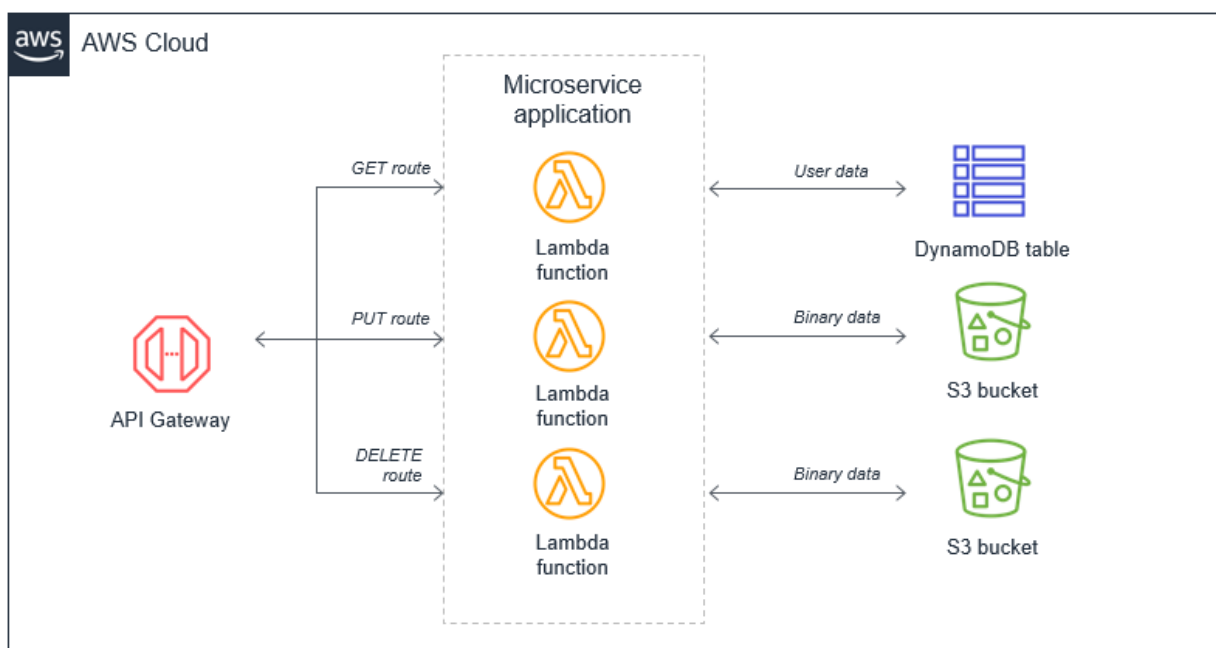 aws
AWS Cloud
Microservice
application
GET route
User data
Lambda
function
DynamoDB table
PUT route
Binary data
Lambda
function
S3 bucket
API Gateway
DELETE
route
Binary data
Lambda
function
S3 bucket